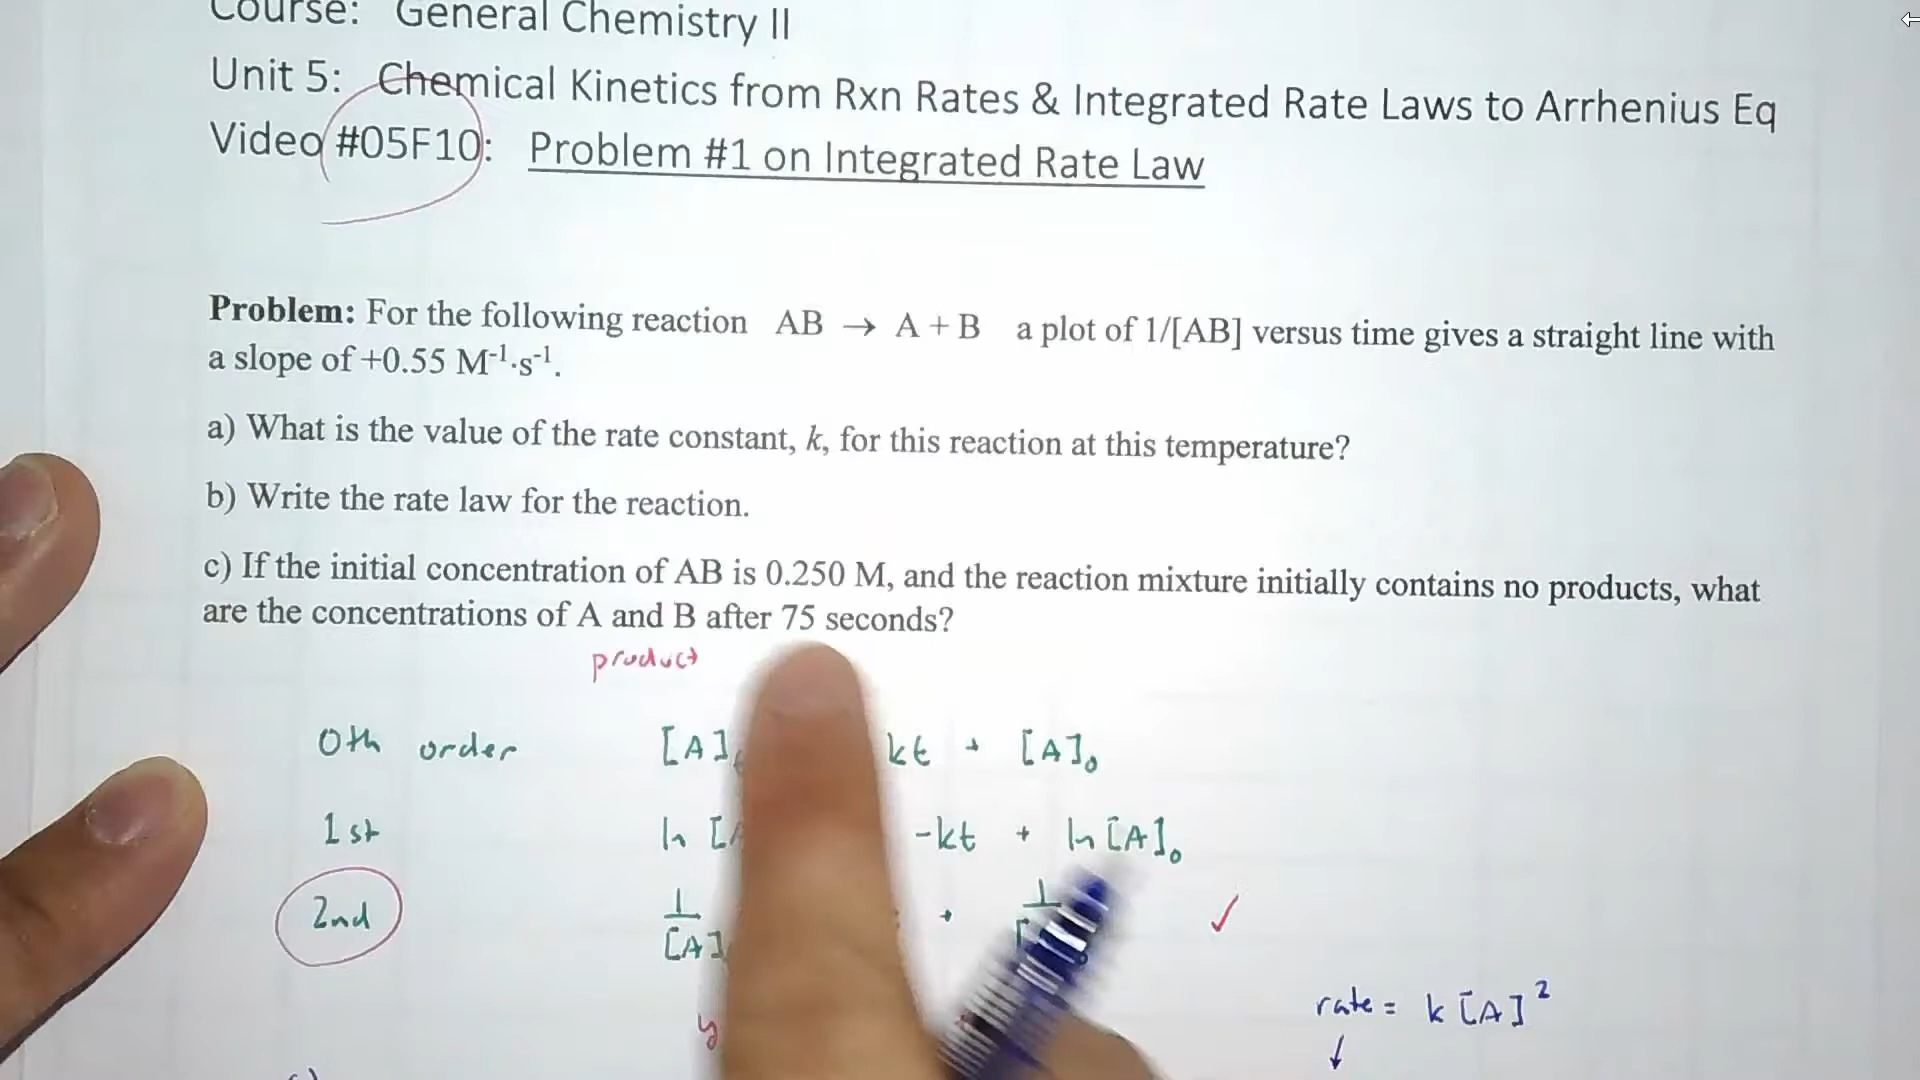 Course: General Chemistry II
Unit 5: Chemical Kinetics from Rxn Rates & Integrated Rate Laws to Arrhenius Eq
Video #05F10: Problem #1 on Integrated Rate Law
Problem: For the following reaction AB → A + B a plot of 1/[AB] versus time gives a straight line with
a slope of +0.55 M⁻¹·s⁻¹.
a) What is the value of the rate constant, k, for this reaction at this temperature?
b) Write the rate law for the reaction.
c) If the initial concentration of AB is 0.250 M, and the reaction mixture initially contains no products, what
are the concentrations of A and B after 75 seconds?
product
0th order [A] kt + [A]₀
1st ln [A -kt + ln [A]₀
2nd 1/[A] + 1/[ ✓
rate = k [A]²
y ↓